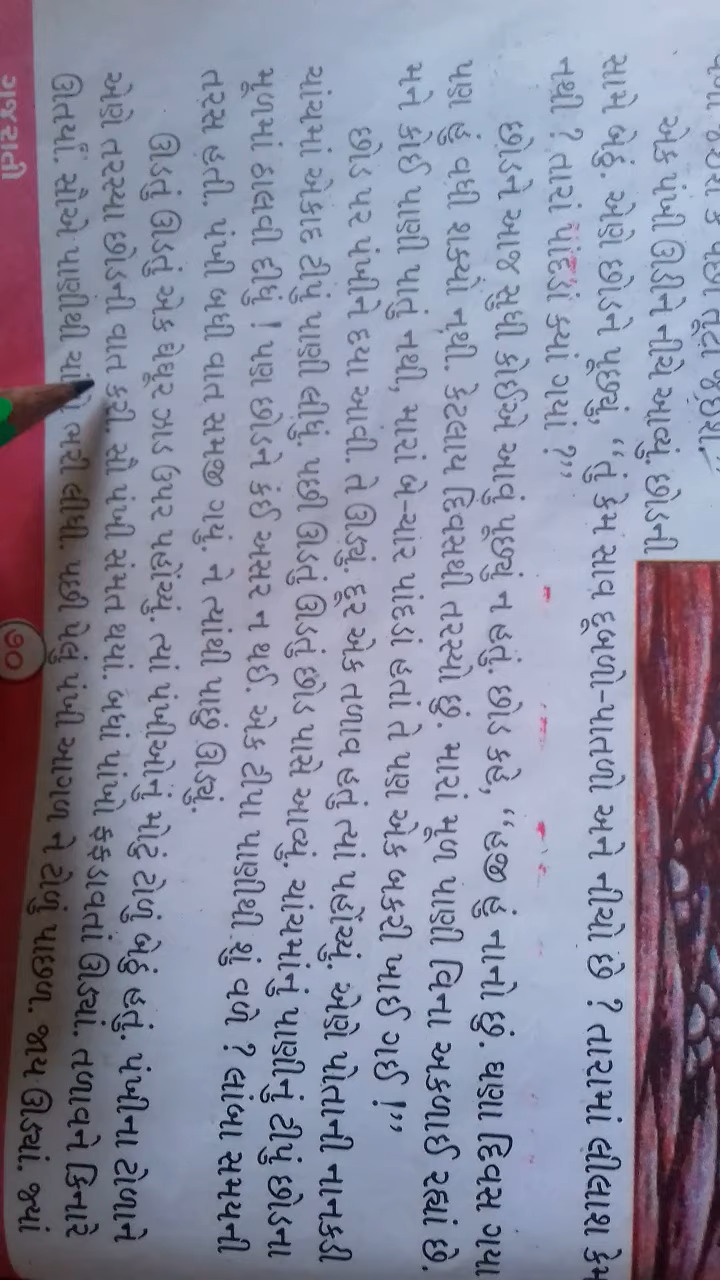 એક પંખી ઊડીને નીચે આવ્યું. છોડની
સામે બેઠું. એણે છોડને પૂછ્યું, “તું કેમ સાવ દૂબળો-પાતળો અને નીચો છે ? તારામાં લીલાશ કેમ
નથી ? તારાં પાંદડાં ક્યાં ગયાં ?”
છોડને આજ સુધી કોઈએ આવું પૂછ્યું ન હતું. છોડ કહે, “હજી હું નાનો છું. ઘણા દિવસ ગયા
પણ હું વધી શક્યો નથી. કેટલાય દિવસથી તરસ્યો છું. મારાં મૂળ પાણી વિના અકળાઈ રહ્યાં છે.
મને કોઈ પાણી પાતું નથી, મારાં બે-ચાર પાંદડાં હતાં તે પણ એક બકરી ખાઈ ગઈ !”
છોડ પર પંખીને દયા આવી. તે ઊડ્યું. દૂર એક તળાવ હતું ત્યાં પહોંચ્યું. એણે પોતાની નાનકડી
ચાંચમાં એકાદ ટીપું પાણી લીધું. પછી ઊડતું ઊડતું છોડ પાસે આવ્યું. ચાંચમાંનું પાણીનું ટીપું છોડના
મૂળમાં ઠાલવી દીધું ! પણ છોડને કંઈ અસર ન થઈ. એક ટીપા પાણીથી શું વળે ? લાંબા સમયની
તરસ હતી. પંખી બધી વાત સમજી ગયું. ને ત્યાંથી પાછું ઊડ્યું.
ઊડતું ઊડતું એક ઘેઘૂર ઝાડ ઉપર પહોંચ્યું. ત્યાં પંખીઓનું મોટું ટોળું બેઠું હતું. પંખીના ટોળાને
એણે તરસ્યા છોડની વાત કરી. સૌ પંખી સંમત થયાં. બધાં પાંખો ફફડાવતાં ઊડ્યાં. તળાવને કિનારે
ઊતર્યાં. સૌએ પાણીથી ભરી લીધી. પછી પેલું પંખી આગળ ને ટોળું પાછળ. જાય ઊડ્યાં. જ્યાં
ગુજરાતી
૭૦